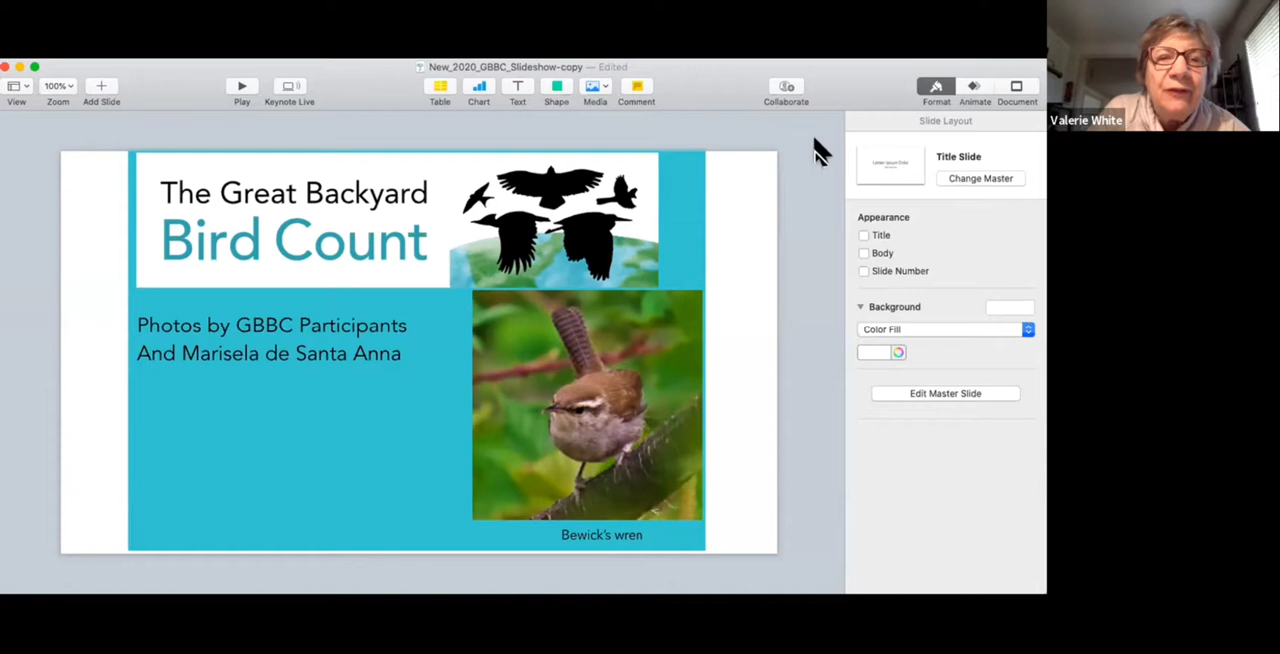 New_2020_GBBC_Slideshow-copy — Edited
100%
View
Zoom
Add Slide
Play
Keynote Live
Table
Chart
Text
Shape
Media
Comment
Collaborate
Format
Animate
Document
Valerie White
Slide Layout
Title Slide
Change Master
Appearance
Title
Body
Slide Number
Background
Color Fill
Edit Master Slide
The Great Backyard
Bird Count
Photos by GBBC Participants
And Marisela de Santa Anna
Bewick's wren